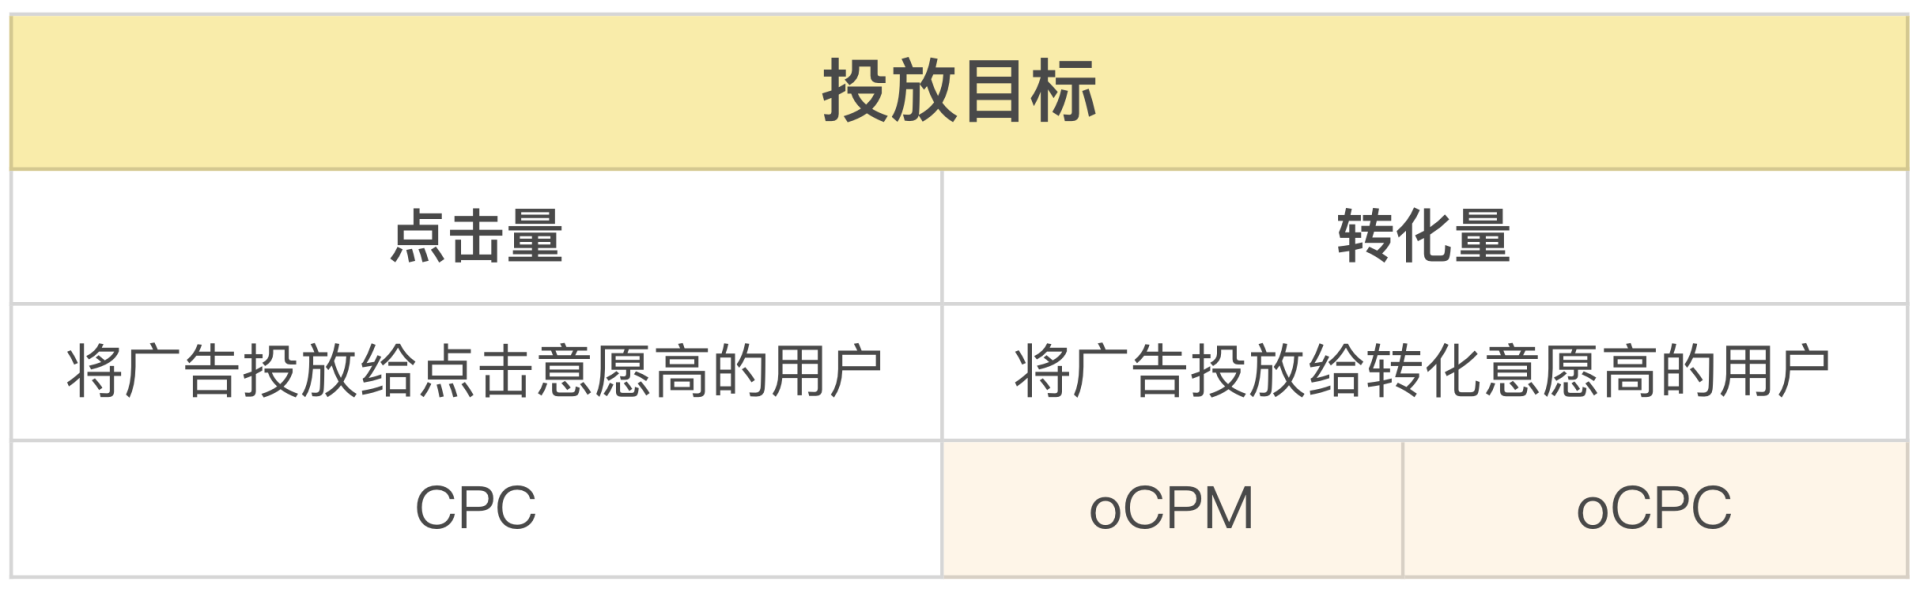 投放目标
点击量
转化量
将广告投放给点击意愿高的用户
将广告投放给转化意愿高的用户
CPC
oCPM
oCPC